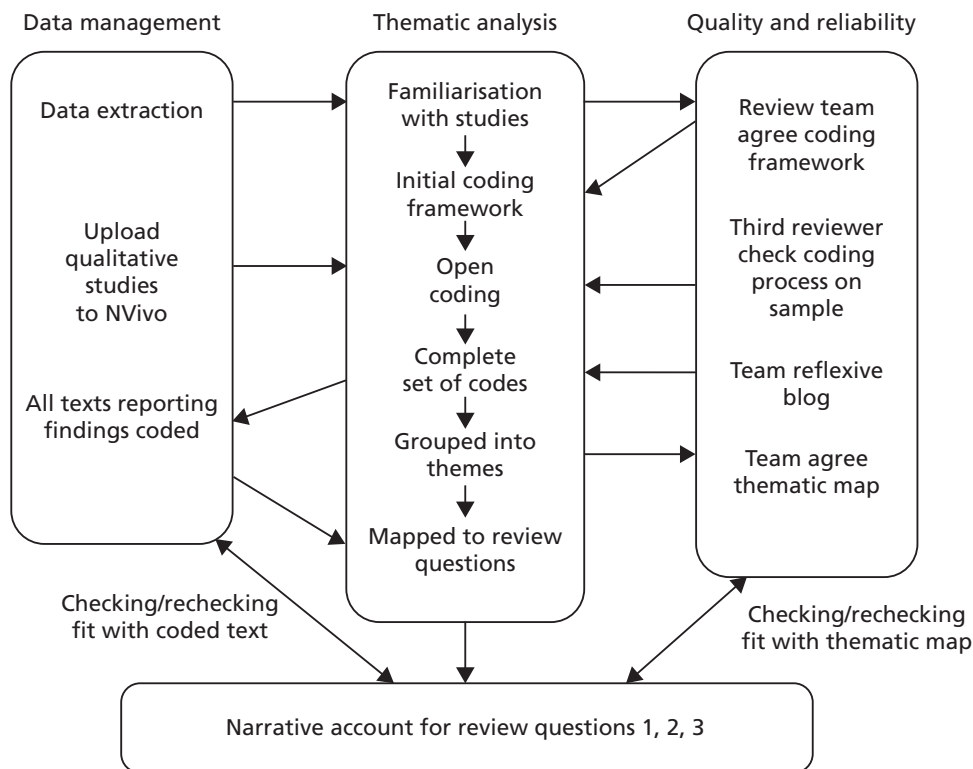 Data management
Data extraction
Upload
qualitative
studies
to NVivo
All texts reporting
findings coded
Thematic analysis
Familiarisation
with studies
Initial coding
framework
Open
coding
Complete
set of codes
Grouped into
themes
Mapped to review
questions
Quality and reliability
Review team
agree coding
framework
Third reviewer
check coding
process on
sample
Team reflexive
blog
Team agree
thematic map
Checking/rechecking
fit with coded text
Checking/rechecking
fit with thematic map
Narrative account for review questions 1, 2, 3